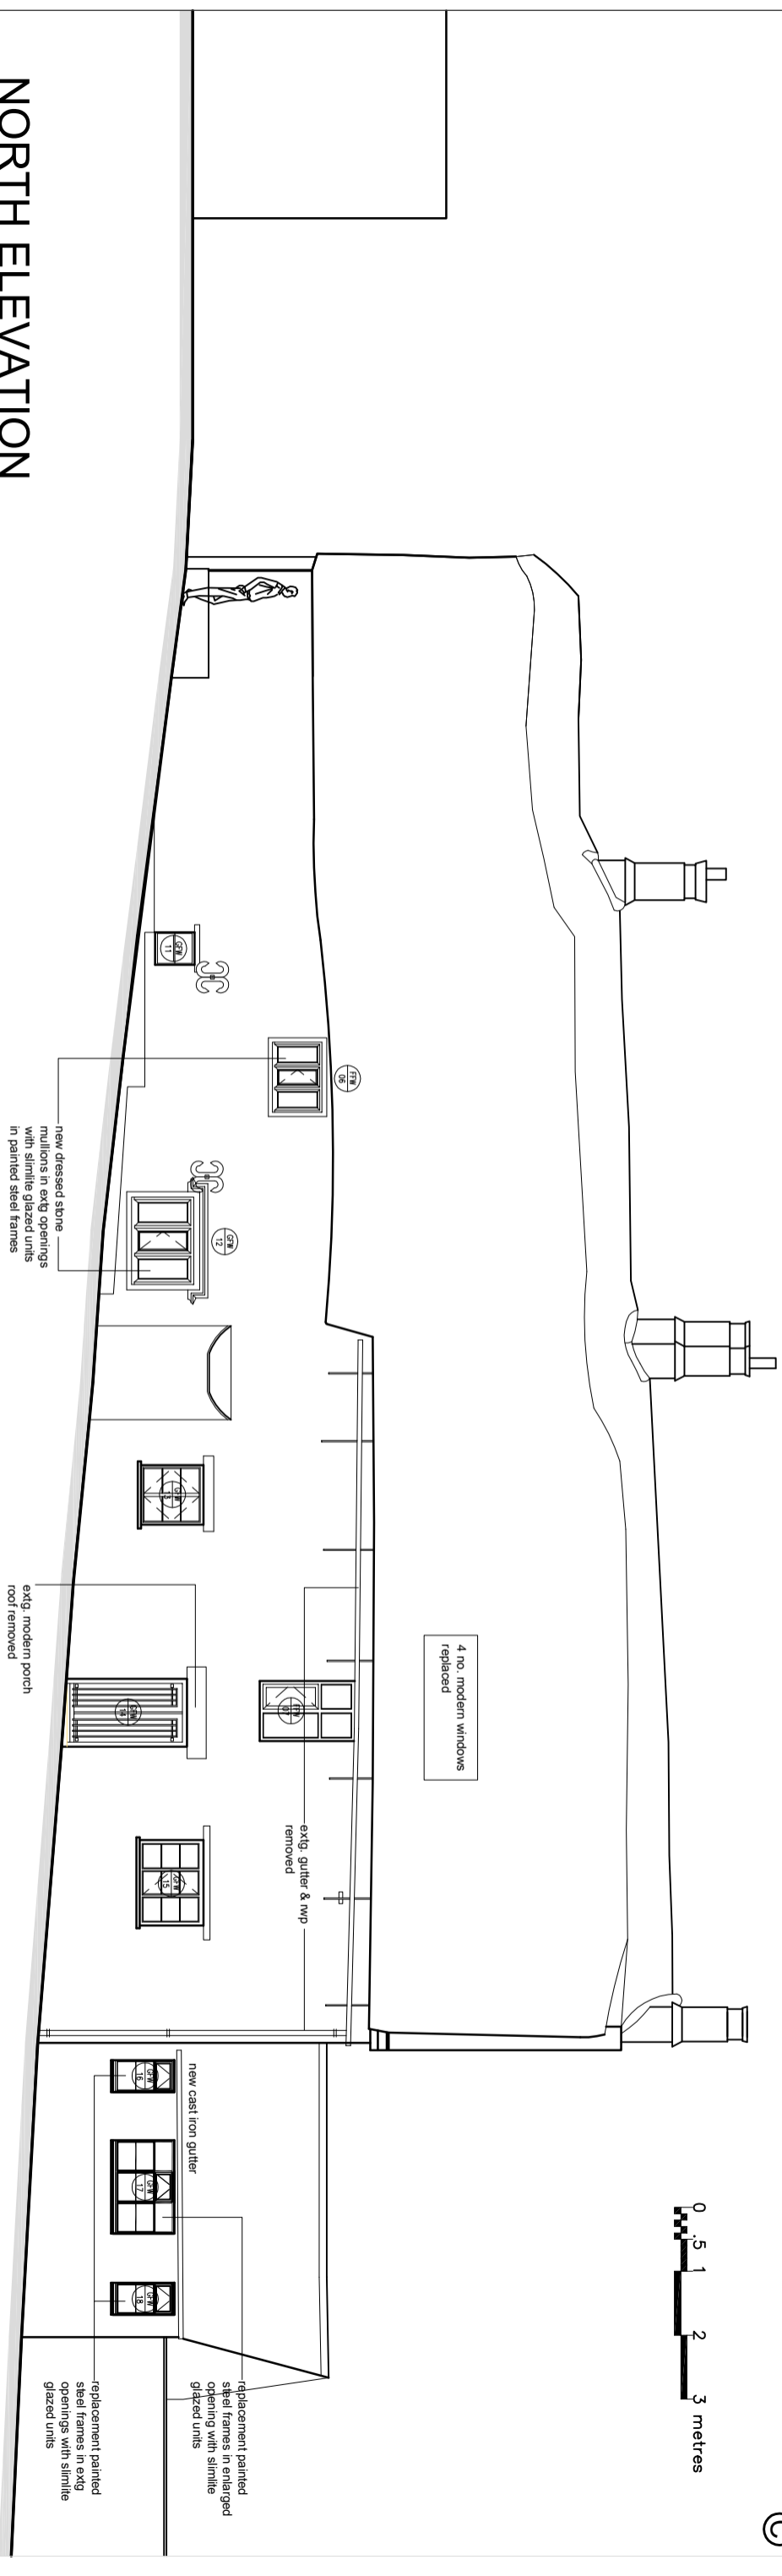 ©
0 .5 1 2 3 metres
4 no. modern windows
replaced
FFW
06
GFW
11
GFW
12
GFW
13
FFW
07
GFW
14
GFW
15
GFW
16
GFW
17
GFW
18
extg. gutter & rwp
removed
new cast iron gutter
new dressed stone
mullions in extg openings
with slimlite glazed units
in painted steel frames
extg. modern porch
roof removed
replacement painted
steel frames in enlarged
opening with slimlite
glazed units
replacement painted
steel frames in extg
openings with slimlite
glazed units
NORTH ELEVATION